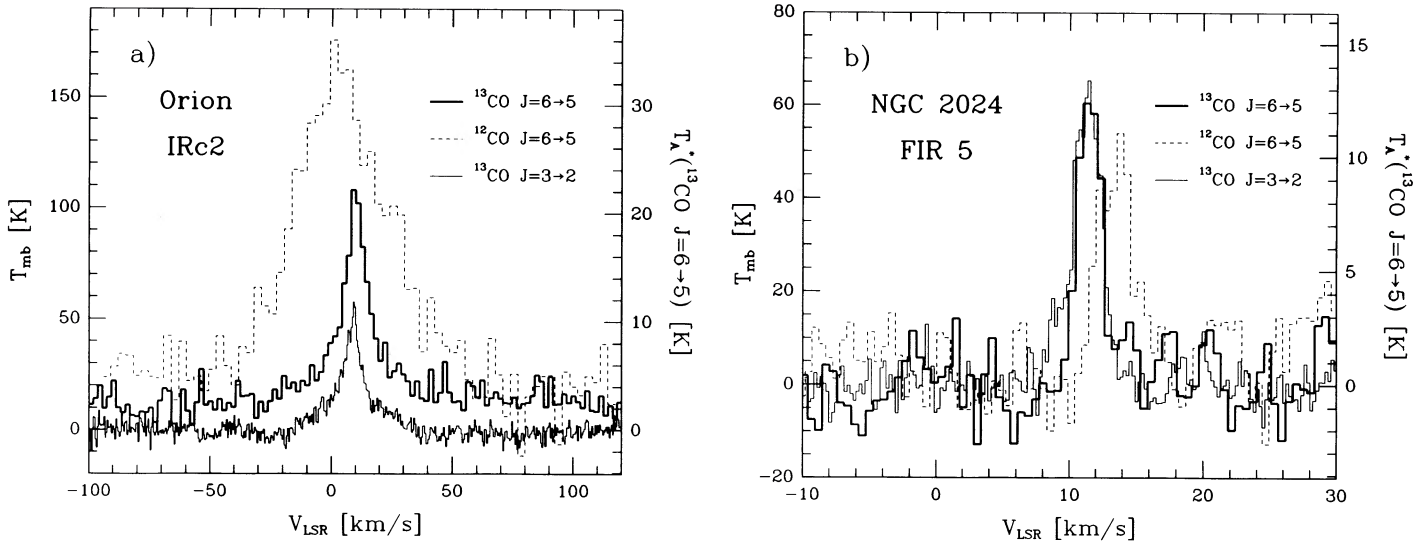 a)
Orion
IRc2
¹³CO J=6→5
¹²CO J=6→5
¹³CO J=3→2
T_mb [K]
150
100
50
0
30
20
10
0
T_A*(¹³CO J=6→5) [K]
−100
−50
0
50
100
V_LSR [km/s]
b)
NGC 2024
FIR 5
¹³CO J=6→5
¹²CO J=6→5
¹³CO J=3→2
T_mb [K]
80
60
40
20
0
−20
15
10
5
0
T_A*(¹³CO J=6→5) [K]
−10
0
10
20
30
V_LSR [km/s]